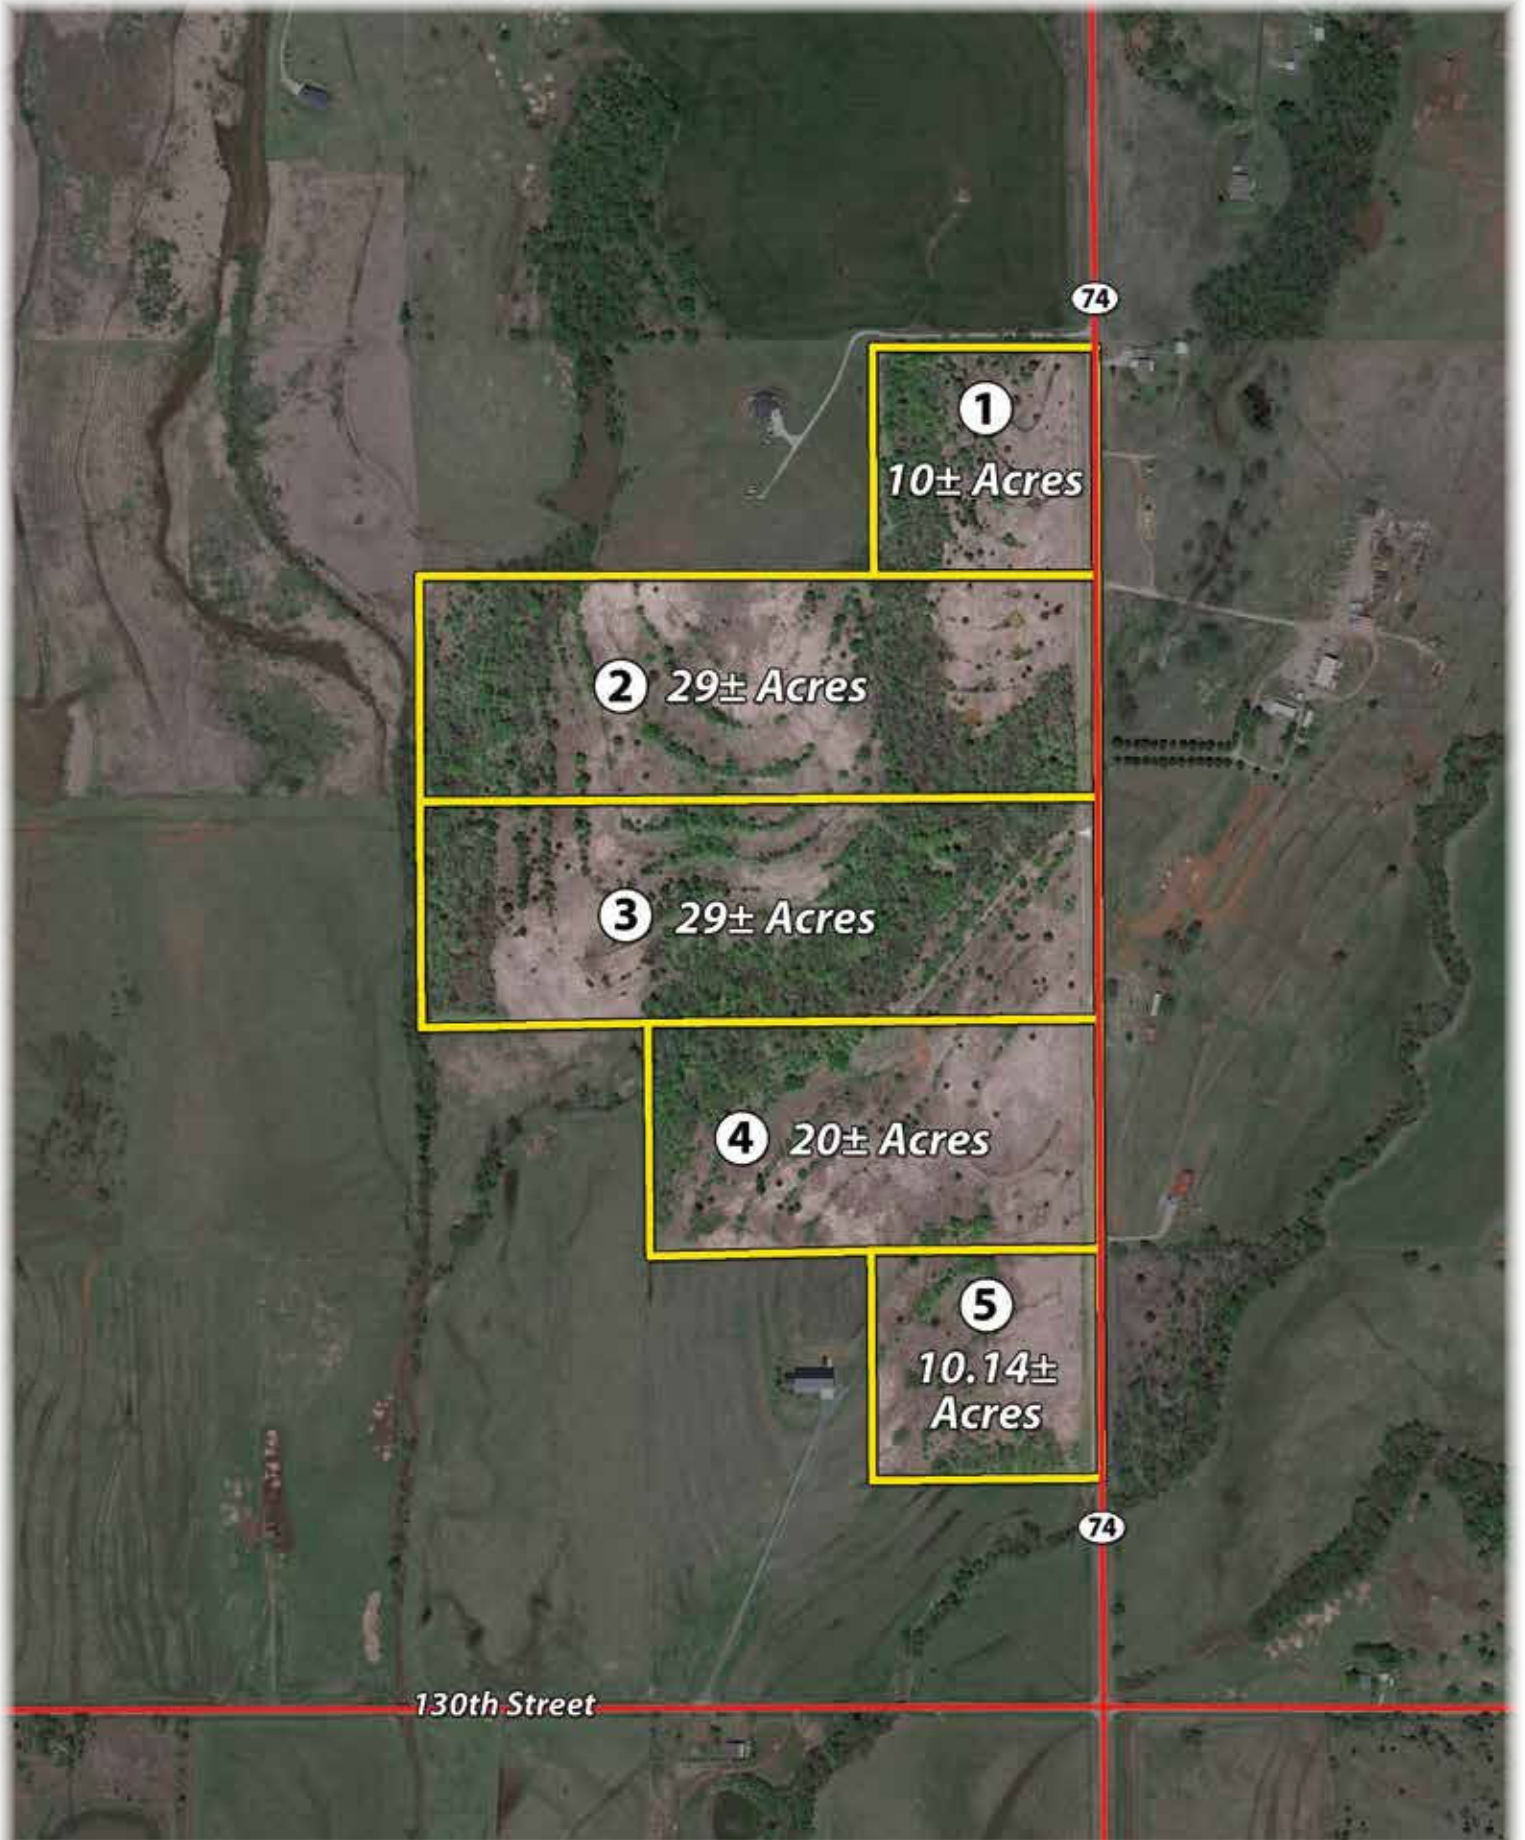 74
1
10± Acres
2 29± Acres
3 29± Acres
4 20± Acres
5
10.14±
Acres
74
130th Street